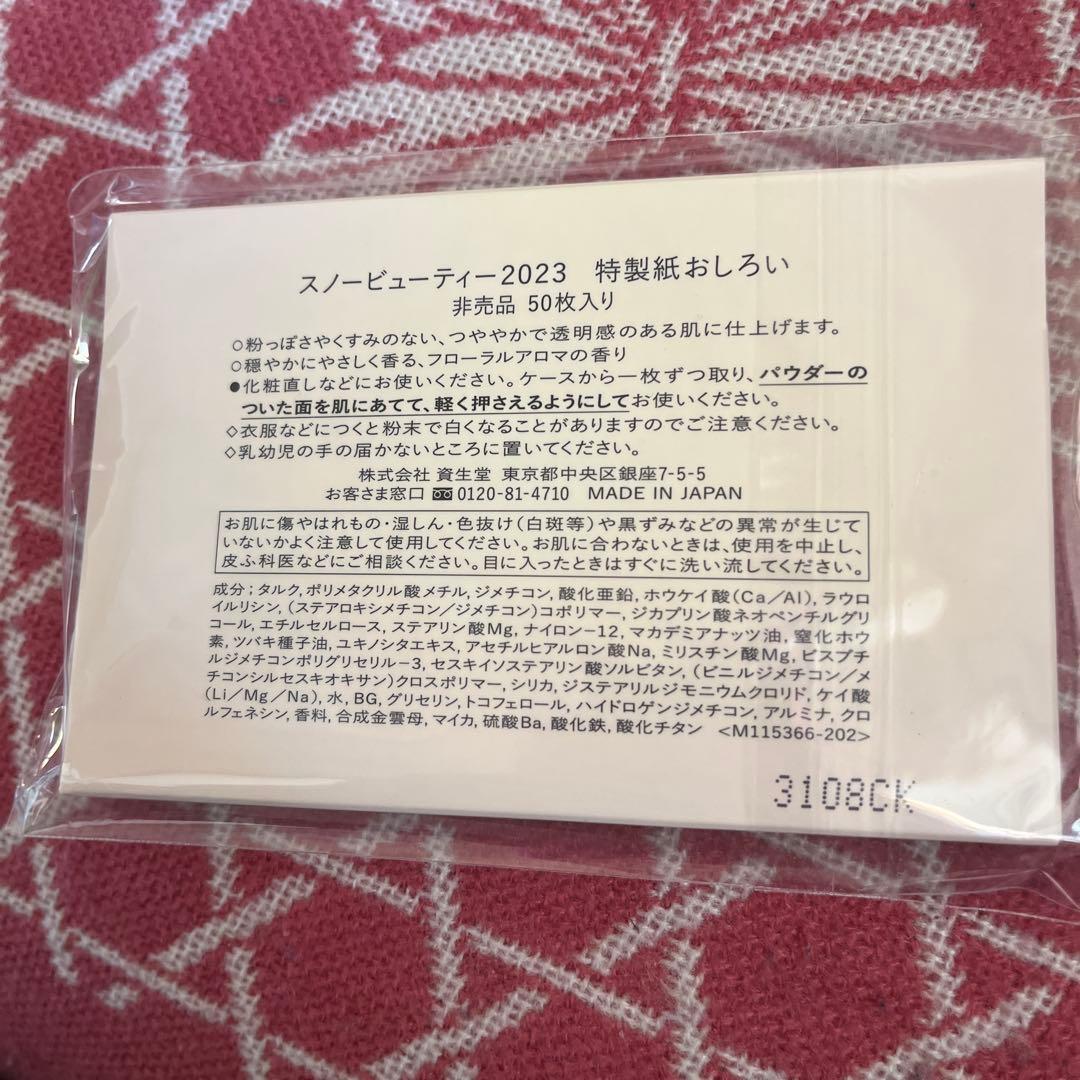 スノービューティー2023　特製紙おしろい
非売品 50枚入り
○粉っぽさやくすみのない、つややかで透明感のある肌に仕上げます。
○穏やかにやさしく香る、フローラルアロマの香り
●化粧直しなどにお使いください。ケースから一枚ずつ取り、パウダーの
ついた面を肌にあてて、軽く押さえるようにしてお使いください。
◇衣服などにつくと粉末で白くなることがありますのでご注意ください。
◇乳幼児の手の届かないところに置いてください。
株式会社 資生堂 東京都中央区銀座7-5-5
お客さま窓口 0120-81-4710 MADE IN JAPAN
お肌に傷やはれもの・湿しん・色抜け(白斑等)や黒ずみなどの異常が生じて
いないかよく注意して使用してください。お肌に合わないときは、使用を中止し、
皮ふ科医などにご相談ください。目に入ったときはすぐに洗い流してください。
成分；タルク, ポリメタクリル酸メチル, ジメチコン, 酸化亜鉛, ホウケイ酸(Ca／Al), ラウロ
イルリシン, (ステアロキシメチコン／ジメチコン)コポリマー, ジカプリン酸ネオペンチルグリ
コール, エチルセルロース, ステアリン酸Mg, ナイロン−12, マカデミアナッツ油, 窒化ホウ
素, ツバキ種子油, ユキノシタエキス, アセチルヒアルロン酸Na, ミリスチン酸Mg, ビスブチ
ルジメチコンポリグリセリル−3, セスキイソステアリン酸ソルビタン, (ビニルジメチコン／メ
チコンシルセスキオキサン)クロスポリマー, シリカ, ジステアリルジモニウムクロリド, ケイ酸
(Li／Mg／Na), 水, BG, グリセリン, トコフェロール, ハイドロゲンジメチコン, アルミナ, クロ
ルフェネシン, 香料, 合成金雲母, マイカ, 硫酸Ba, 酸化鉄, 酸化チタン <M115366-202>
3108CK